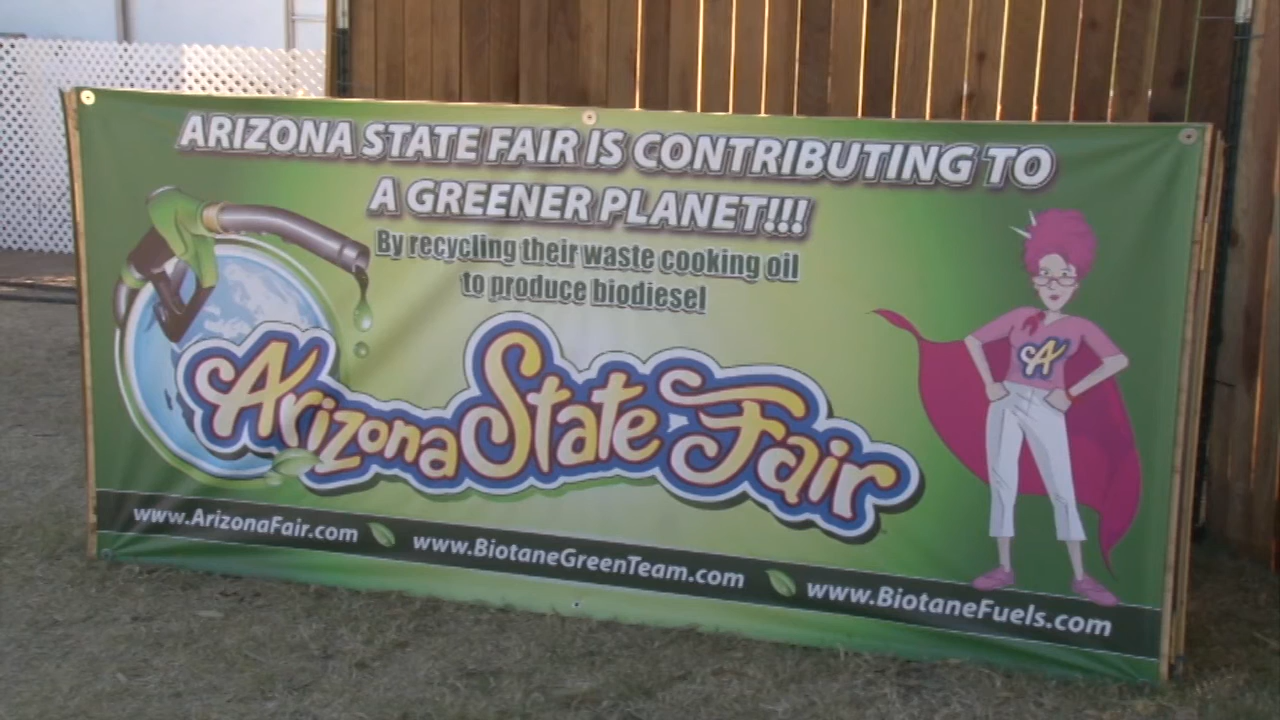 ARIZONA STATE FAIR IS CONTRIBUTING TO
A GREENER PLANET!!!
By recycling their waste cooking oil
to produce biodiesel
Arizona State Fair
A
www.ArizonaFair.com www.BiotaneGreenTeam.com www.BiotaneFuels.com